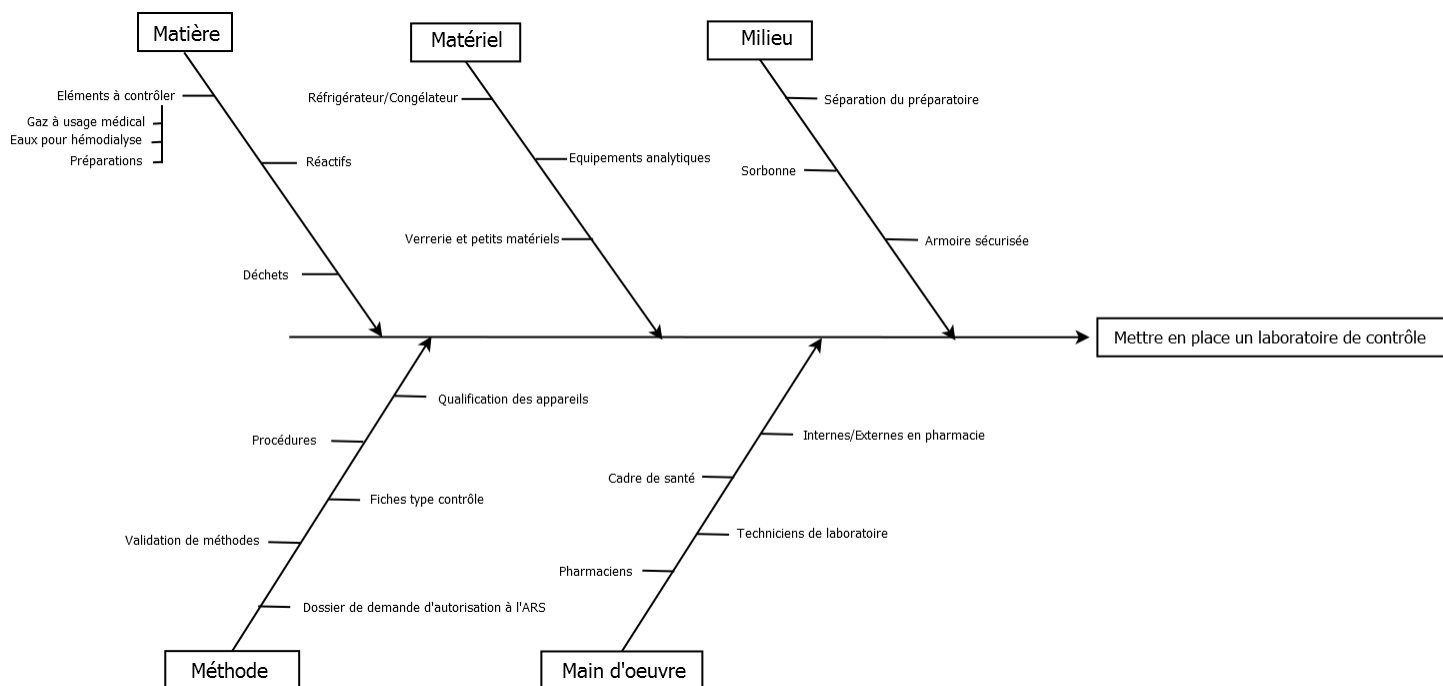 Matière
Matériel
Milieu
Eléments à contrôler
Gaz à usage médical
Eaux pour hémodialyse
Préparations
Réactifs
Déchets
Réfrigérateur/Congélateur
Equipements analytiques
Verrerie et petits matériels
Séparation du préparatoire
Sorbonne
Armoire sécurisée
Mettre en place un laboratoire de contrôle
Qualification des appareils
Procédures
Fiches type contrôle
Validation de méthodes
Dossier de demande d'autorisation à l'ARS
Internes/Externes en pharmacie
Cadre de santé
Techniciens de laboratoire
Pharmaciens
Méthode
Main d'oeuvre